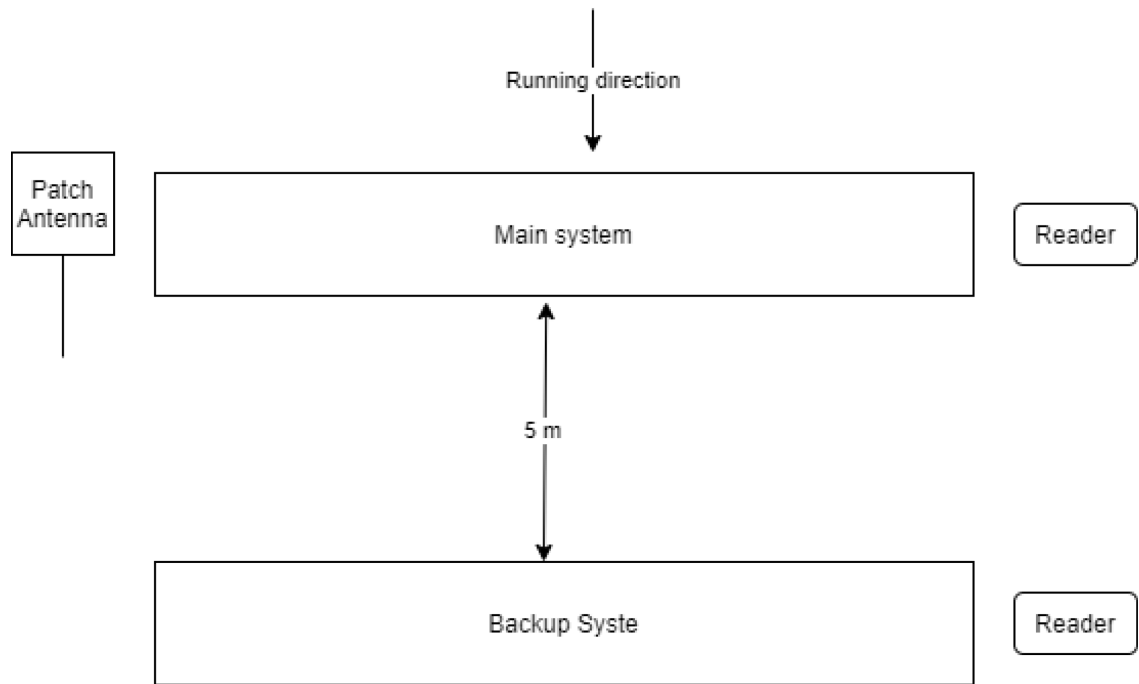 Running direction
Patch
Antenna
Main system
Reader
5 m
Backup Syste
Reader